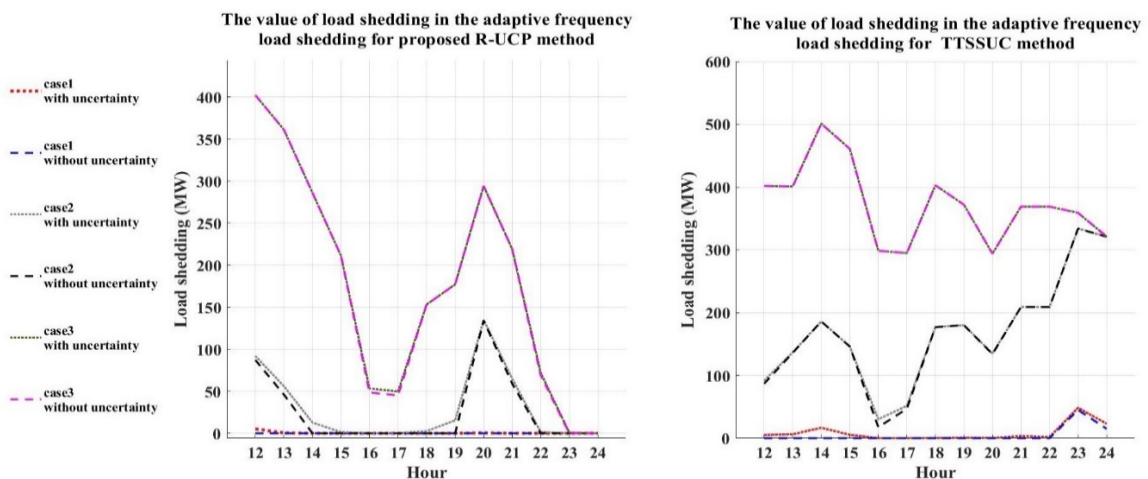 The value of load shedding in the adaptive frequency
load shedding for proposed R-UCP method
case1
with uncertainty
case1
without uncertainty
case2
with uncertainty
case2
without uncertainty
case3
with uncertainty
case3
without uncertainty
Load shedding (MW)
400
350
300
250
200
150
100
50
0
12 13 14 15 16 17 18 19 20 21 22 23 24
Hour
The value of load shedding in the adaptive frequency
load shedding for TTSSUC method
Load shedding (MW)
600
500
400
300
200
100
0
12 13 14 15 16 17 18 19 20 21 22 23 24
Hour